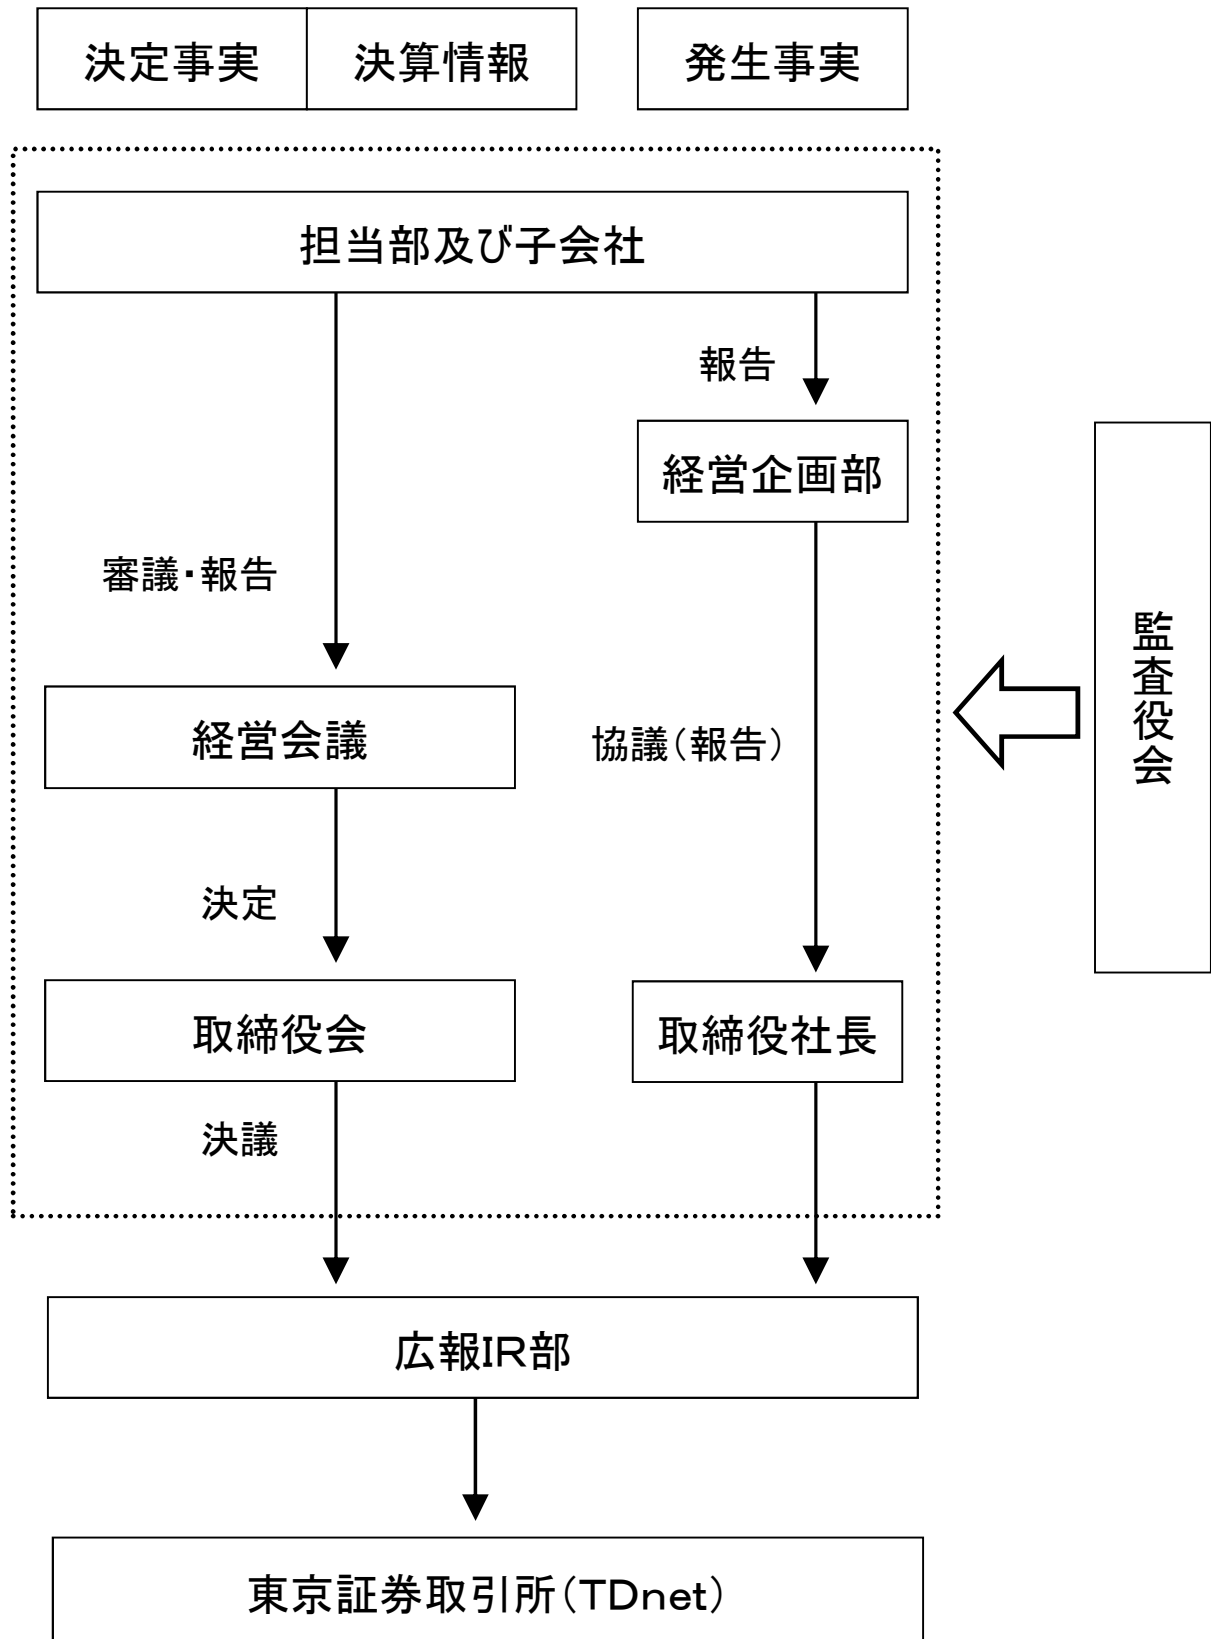 決定事実
決算情報
発生事実
担当部及び子会社
報告
経営企画部
審議・報告
監査役会
経営会議
協議(報告)
決定
取締役会
取締役社長
決議
広報IR部
東京証券取引所(TDnet)